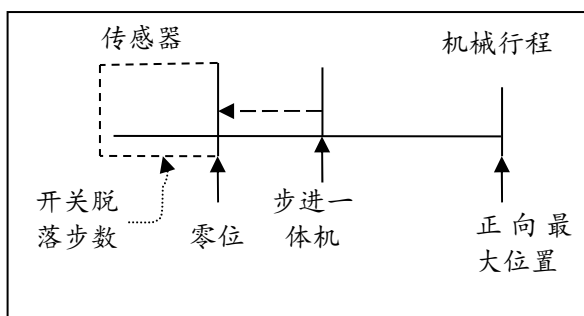 传感器
机械行程
开关脱
落步数
零位
步进一
体机
正向最
大位置